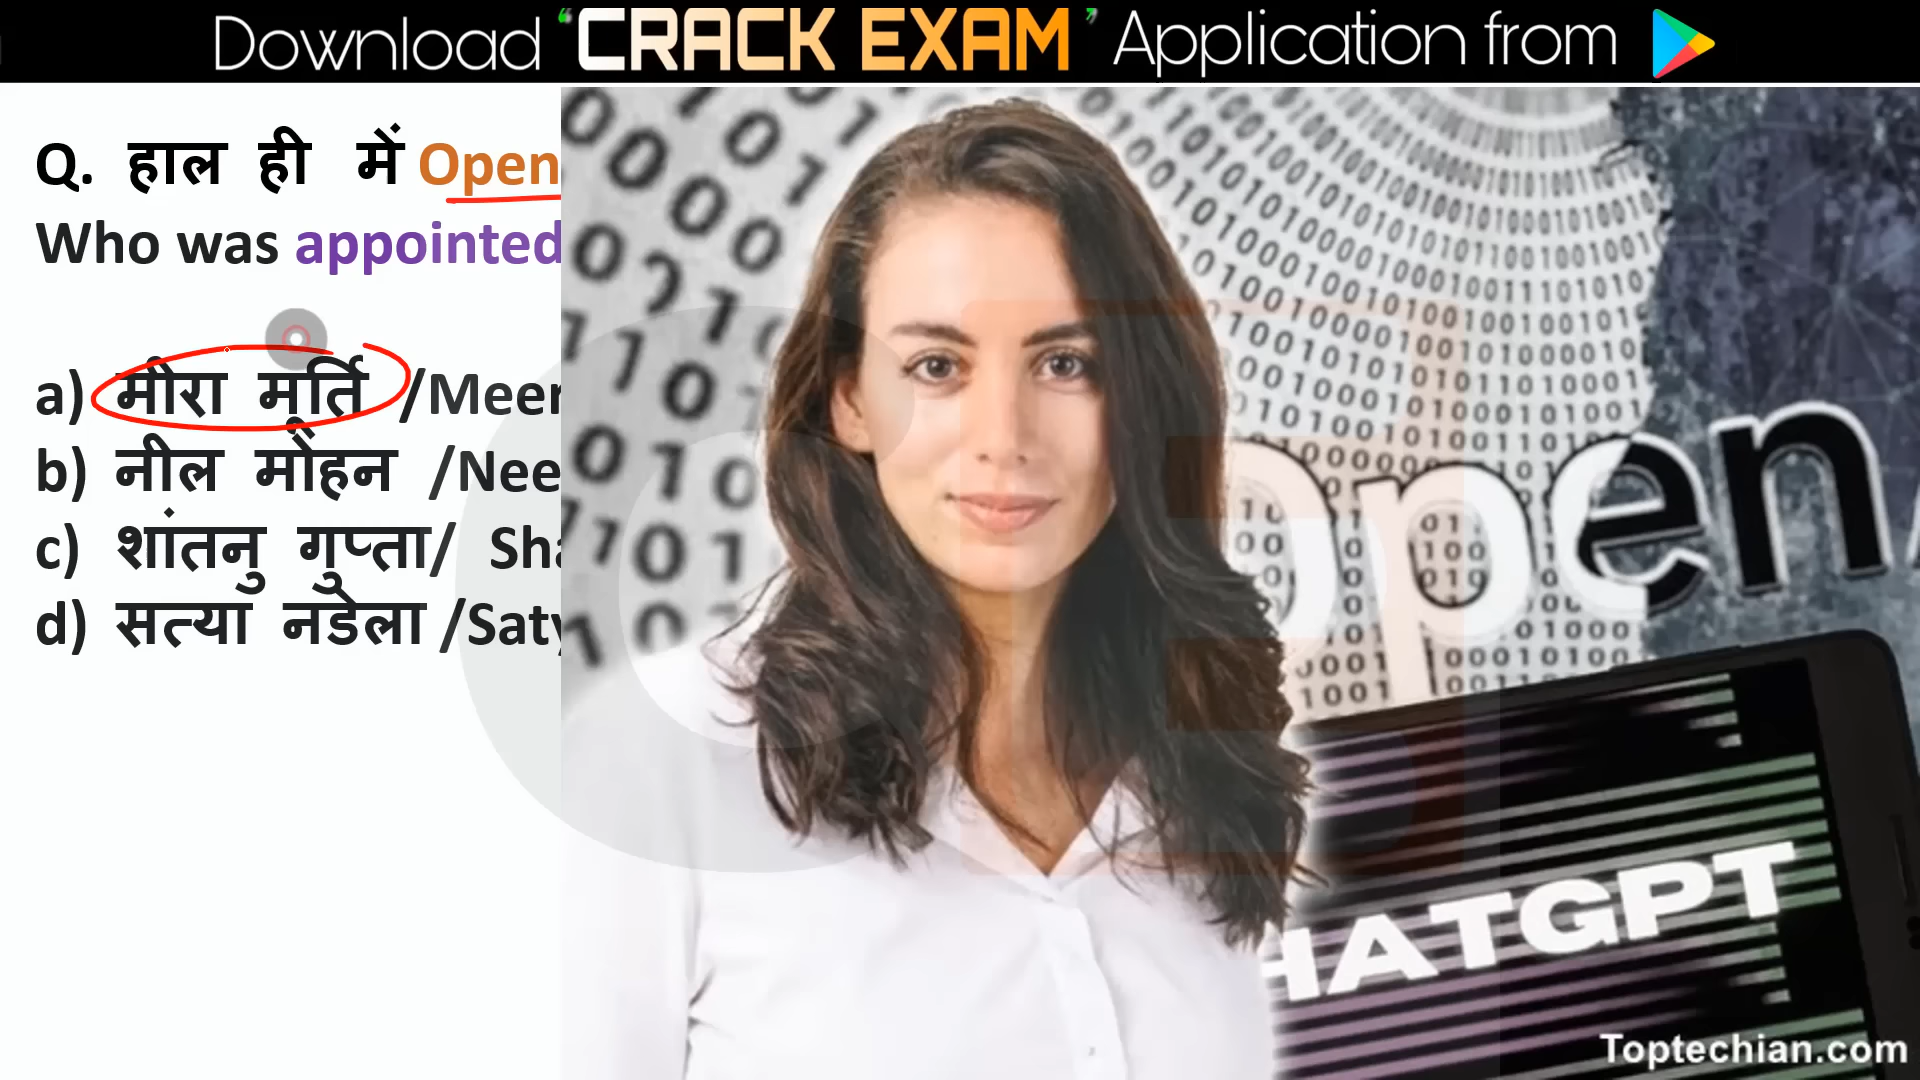 Download ‘CRACK EXAM’ Application from
Q. हाल ही में Open
Who was appointed
a) मीरा मूर्ति /Meer
b) नील मोहन /Nee
c) शांतनु गुप्ता/ Sha
d) सत्या नडेला /Saty
Open
HATGPT
Toptechian.com